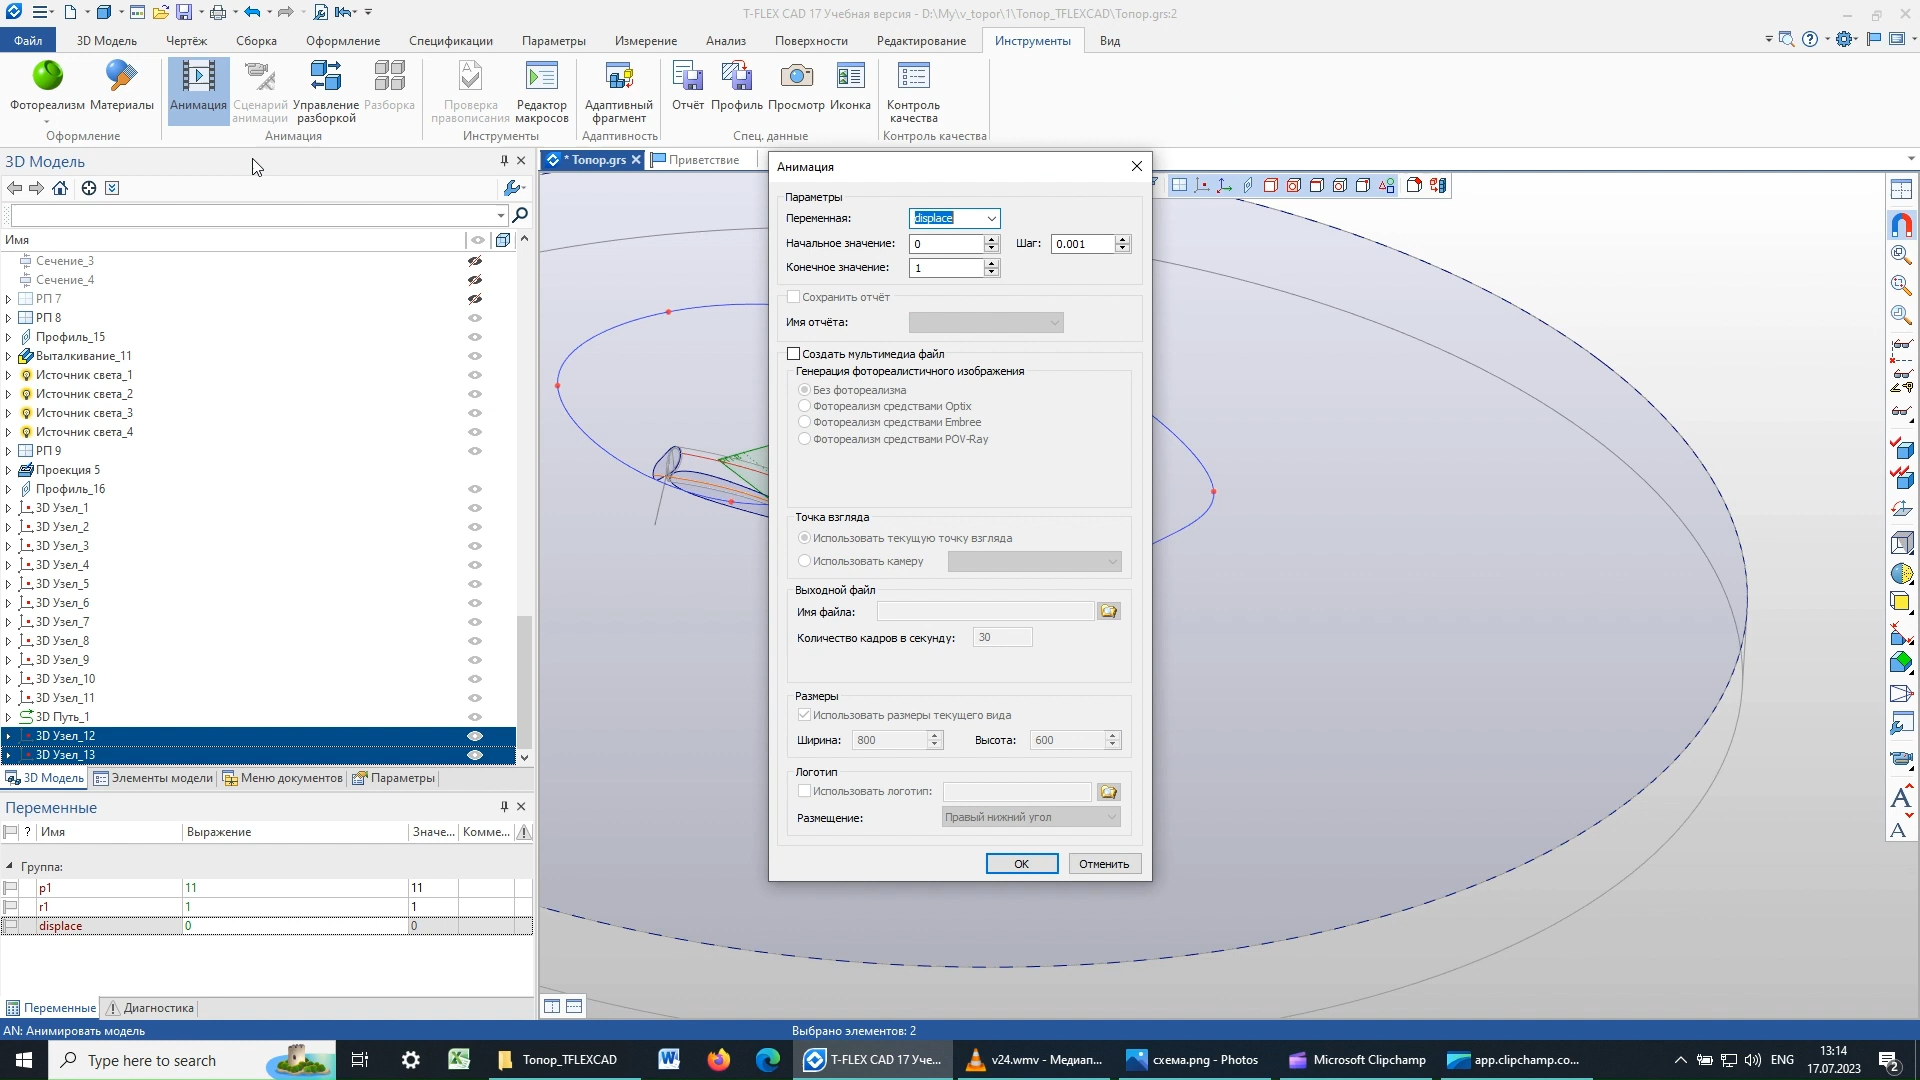 T-FLEX CAD 17 Учебная версия - D:\My\v_topor\1\Топор_TFLEXCAD\Топор.grs:2
Файл 3D Модель Чертёж Сборка Оформление Спецификации Параметры Измерение Анализ Поверхности Редактирование Инструменты Вид
Фотореализм Материалы Анимация Сценарий анимации Управление разборкой Разборка Проверка правописания Редактор макросов Адаптивный фрагмент Отчёт Профиль Просмотр Иконка Контроль качества
Оформление Анимация Инструменты Адаптивность Спец. данные Контроль качества
3D Модель
* Топор.grs Приветствие
Имя
Сечение_3
Сечение_4
РП 7
РП 8
Профиль_15
Выталкивание_11
Источник света_1
Источник света_2
Источник света_3
Источник света_4
РП 9
Проекция 5
Профиль_16
3D Узел_1
3D Узел_2
3D Узел_3
3D Узел_4
3D Узел_5
3D Узел_6
3D Узел_7
3D Узел_8
3D Узел_9
3D Узел_10
3D Узел_11
3D Путь_1
3D Узел_12
3D Узел_13
3D Модель Элементы модели Меню документов Параметры
Переменные
? Имя Выражение Значе... Комме...
Группа:
p1 11 11
r1 1 1
displace 0 0
Переменные Диагностика
Анимация
Параметры
Переменная: displace
Начальное значение: 0 Шаг: 0.001
Конечное значение: 1
Сохранить отчёт
Имя отчёта:
Создать мультимедиа файл
Генерация фотореалистичного изображения
Без фотореализма
Фотореализм средствами Optix
Фотореализм средствами Embree
Фотореализм средствами POV-Ray
Точка взгляда
Использовать текущую точку взгляда
Использовать камеру
Выходной файл
Имя файла:
Количество кадров в секунду: 30
Размеры
Использовать размеры текущего вида
Ширина: 800 Высота: 600
Логотип
Использовать логотип:
Размещение: Правый нижний угол
OK Отменить
AN: Анимировать модель Выбрано элементов: 2
Type here to search Топор_TFLEXCAD T-FLEX CAD 17 Уче... v24.wmv - Медиап... схема.png - Photos Microsoft Clipchamp app.clipchamp.co... ENG 13:14
17.07.2023 2